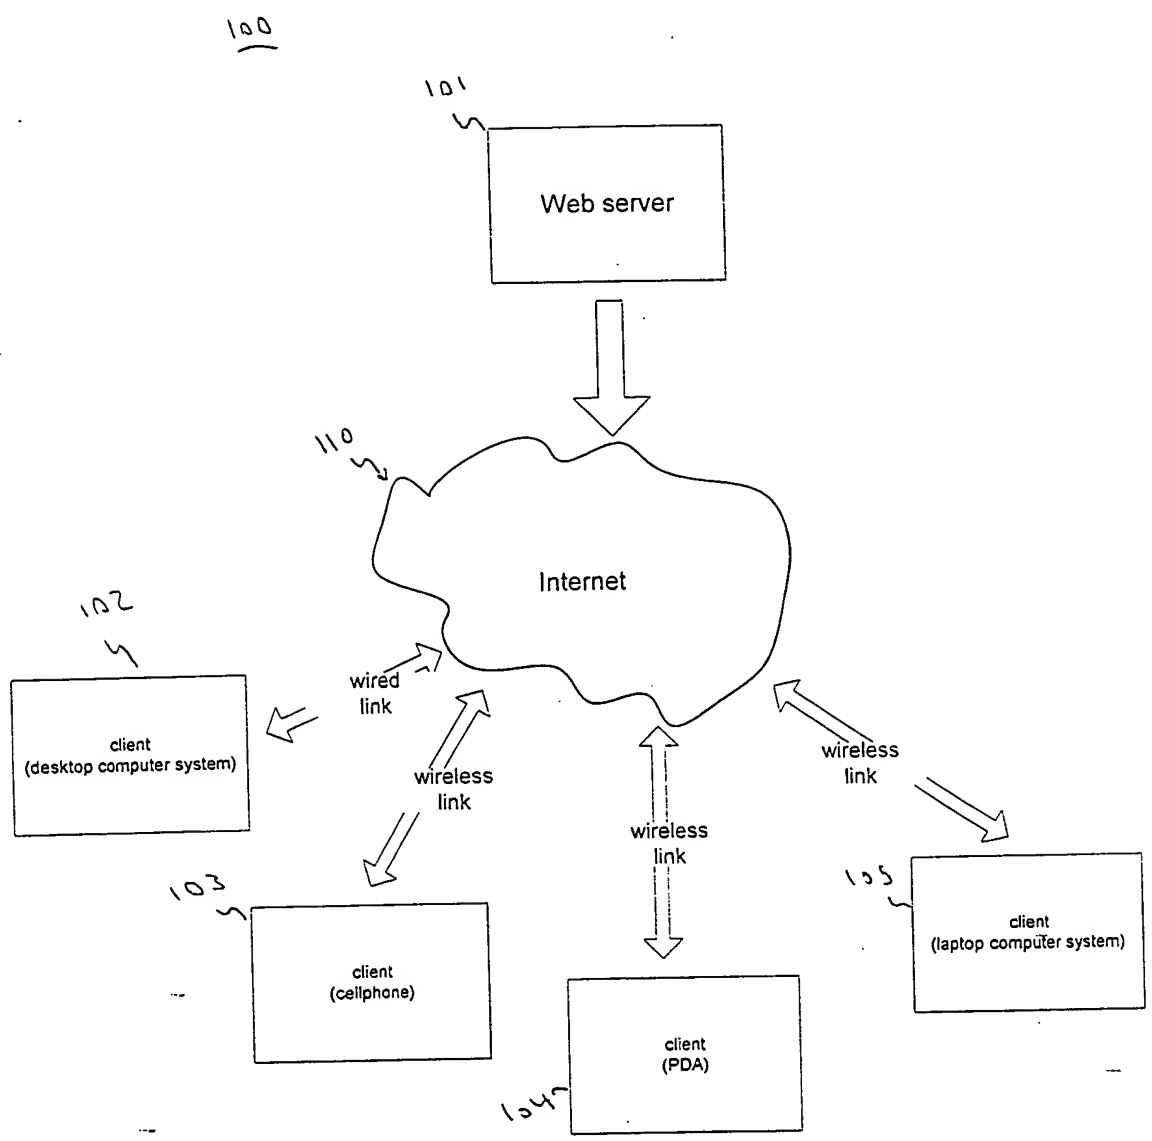 100
101
Web server
110
Internet
102
wired
link
client
(desktop computer system)
wireless
link
wireless
link
wireless
link
103
client
(cellphone)
105
client
(laptop computer system)
client
(PDA)
104